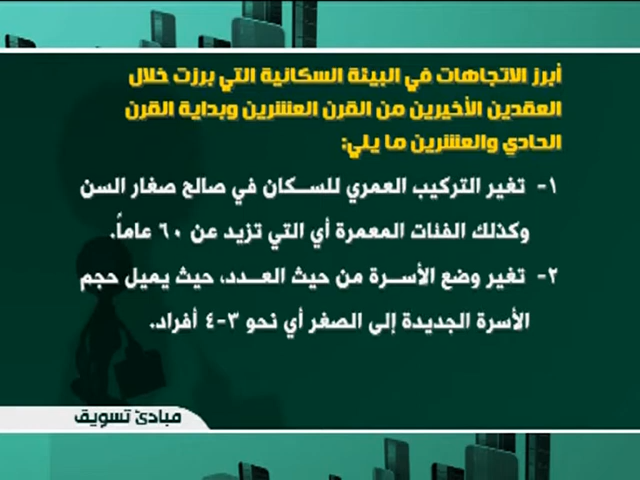 أبرز الاتجاهات في البيئة السكانية التي برزت خلال
العقدين الأخيرين من القرن العشرين وبداية القرن
الحادي والعشرين ما يلي:
١- تغير التركيب العمري للسكان في صالح صغار السن
وكذلك الفئات المعمرة أي التي تزيد عن ٦٠ عاماً.
٢- تغير وضع الأسرة من حيث العدد، حيث يميل حجم
الأسرة الجديدة إلى الصغر أي نحو ٣-٤ أفراد.
مبادئ تسويق